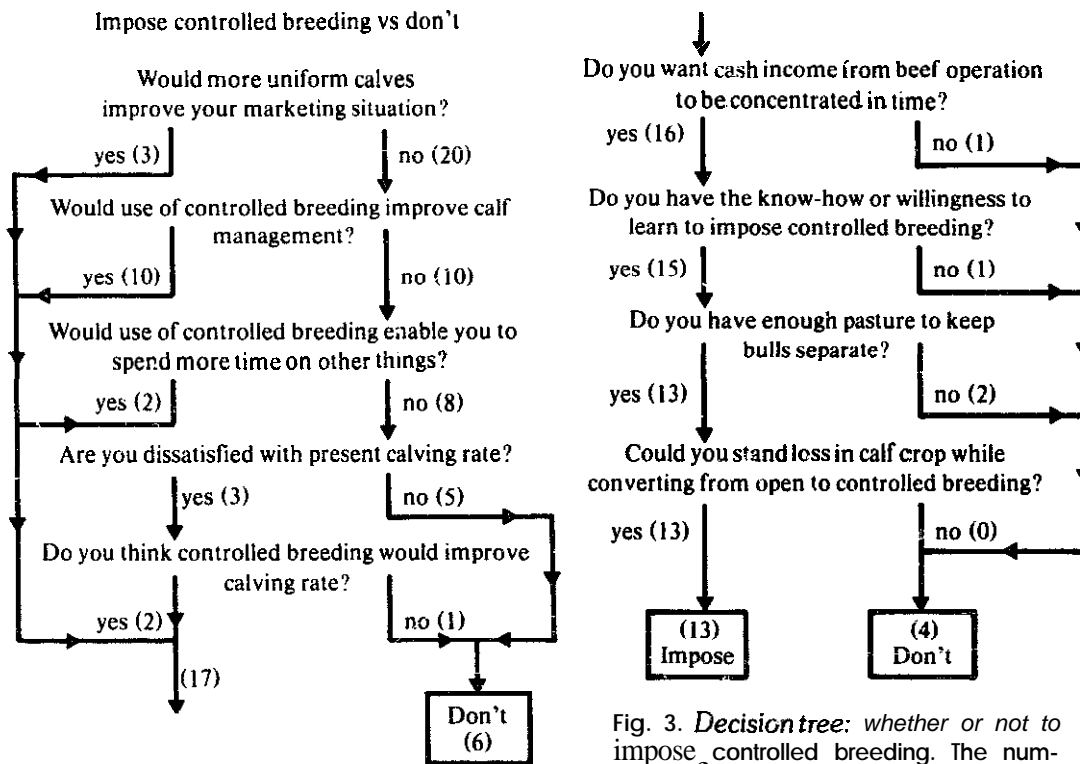 Impose controlled breeding vs don't
Would more uniform calves
improve your marketing situation?
yes (3)
no (20)
Would use of controlled breeding improve calf
management?
yes (10)
no (10)
Would use of controlled breeding enable you to
spend more time on other things?
yes (2)
no (8)
Are you dissatisfied with present calving rate?
yes (3)
no (5)
Do you think controlled breeding would improve
calving rate?
yes (2)
no (1)
(17)
Don't
(6)
Do you want cash income from beef operation
to be concentrated in time?
yes (16)
no (1)
Do you have the know-how or willingness to
learn to impose controlled breeding?
yes (15)
no (1)
Do you have enough pasture to keep
bulls separate?
yes (13)
no (2)
Could you stand loss in calf crop while
converting from open to controlled breeding?
yes (13)
no (0)
(13)
Impose
(4)
Don't
Fig. 3. Decision tree: whether or not to
impose controlled breeding. The num-